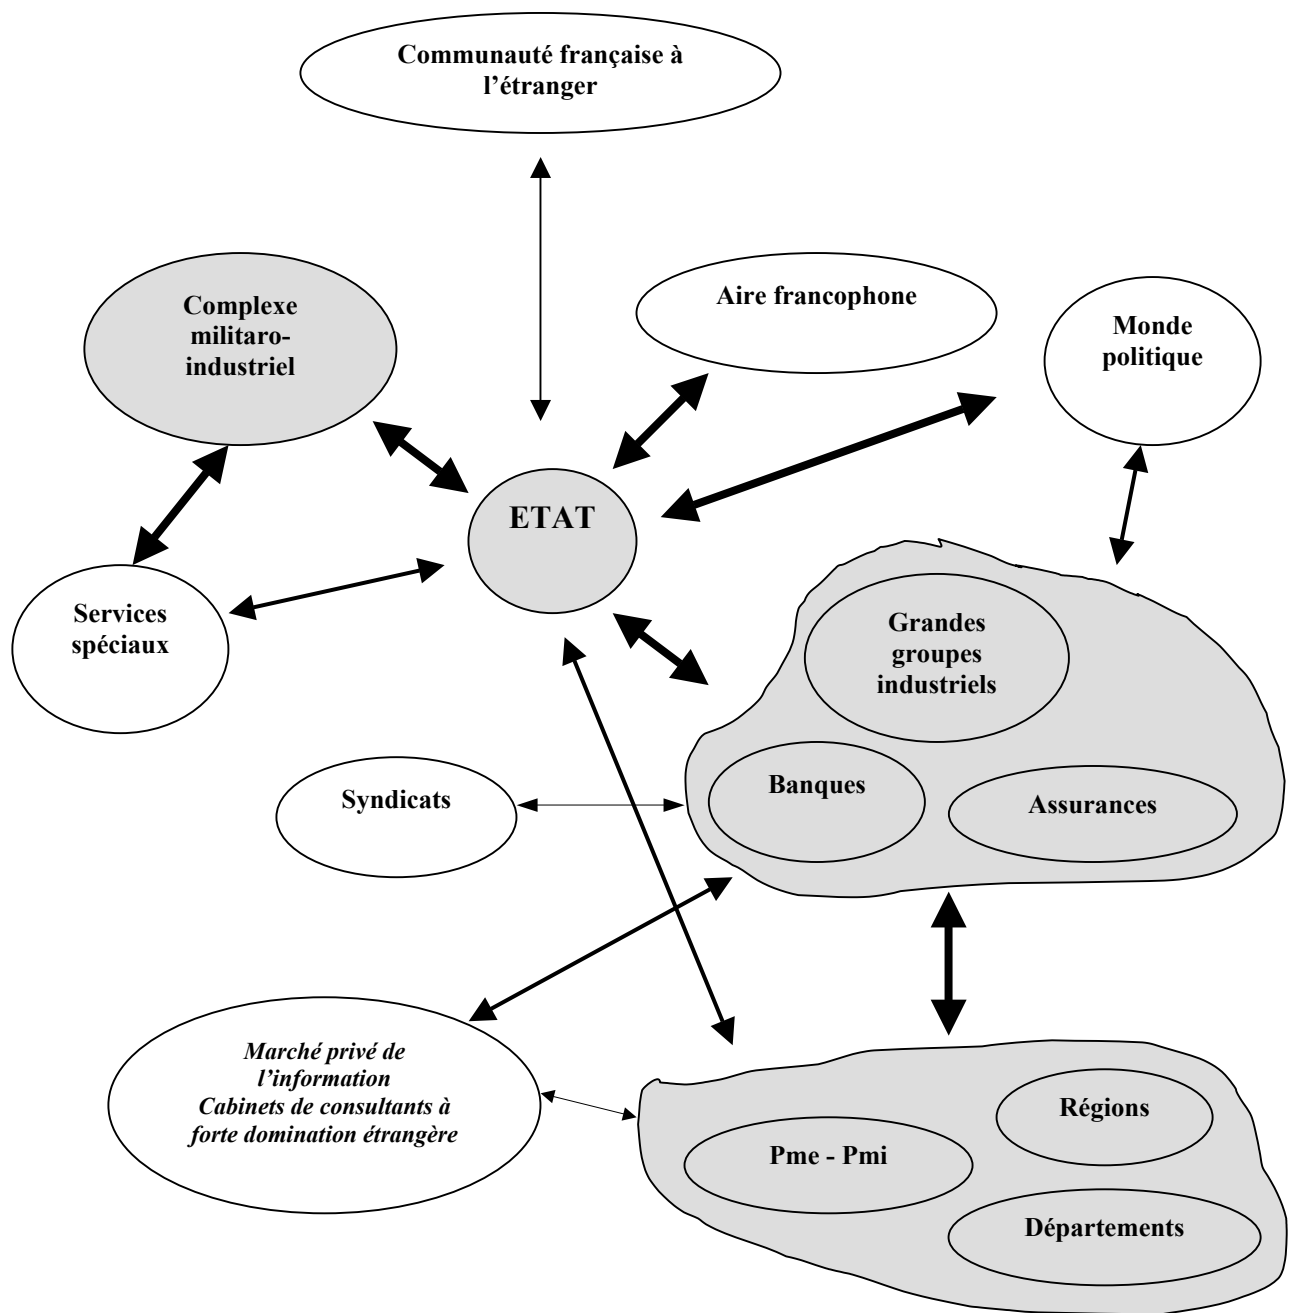 Communauté française à
l’étranger
Complexe
militaro-
industriel
Aire francophone
Monde
politique
ETAT
Services
spéciaux
Grandes
groupes
industriels
Syndicats
Banques
Assurances
Marché privé de
l’information
Cabinets de consultants à
forte domination étrangère
Régions
Pme - Pmi
Départements